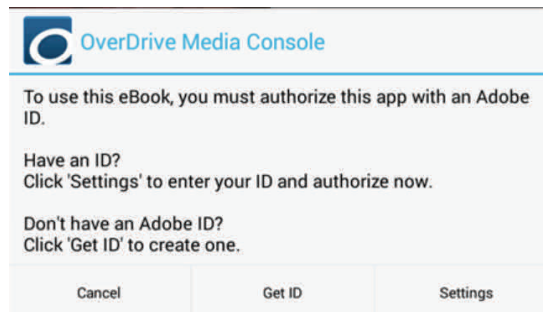 OverDrive Media Console
To use this eBook, you must authorize this app with an Adobe
ID.
Have an ID?
Click 'Settings' to enter your ID and authorize now.
Don't have an Adobe ID?
Click 'Get ID' to create one.
Cancel
Get ID
Settings